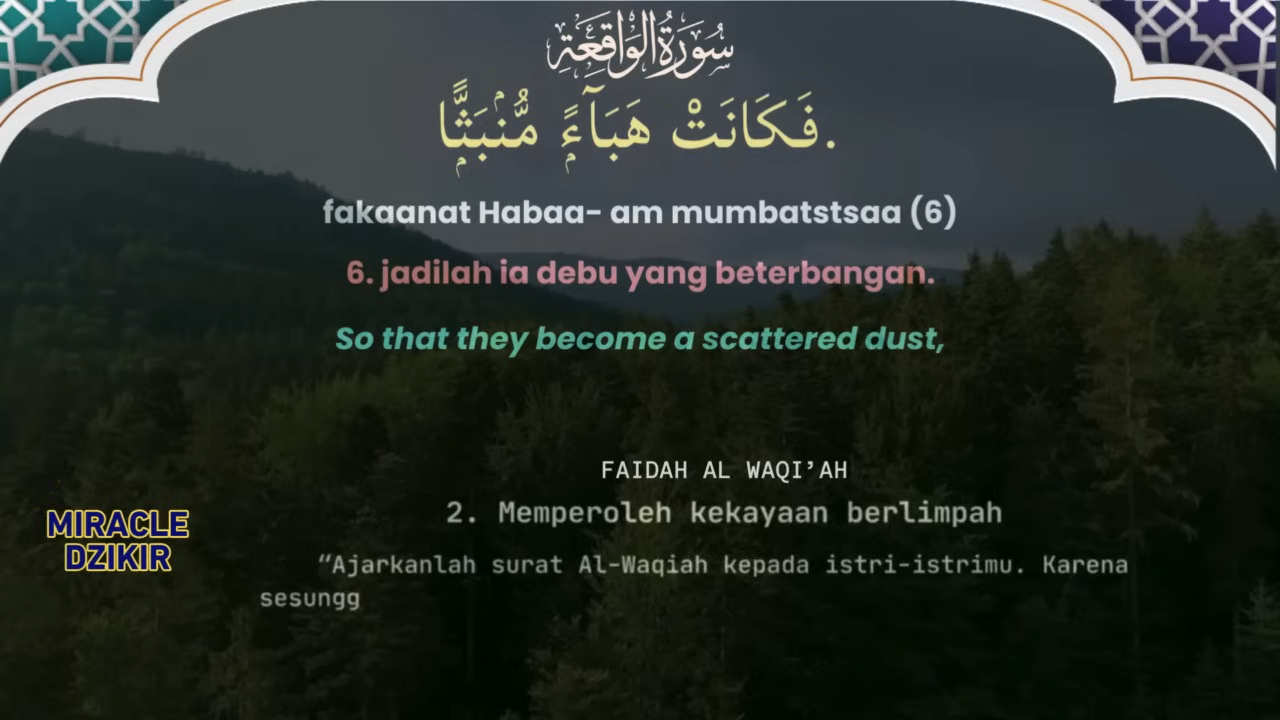 سُورَةُ الْوَاقِعَةِ
فَكَانَتْ هَبَآءً مُّنْۢبَثًّا.
fakaanat Habaa- am mumbatstsaa (6)
6. jadilah ia debu yang beterbangan.
So that they become a scattered dust,
FAIDAH AL WAQI’AH
2. Memperoleh kekayaan berlimpah
“Ajarkanlah surat Al-Waqiah kepada istri-istrimu. Karena
sesungg
MIRACLE
DZIKIR